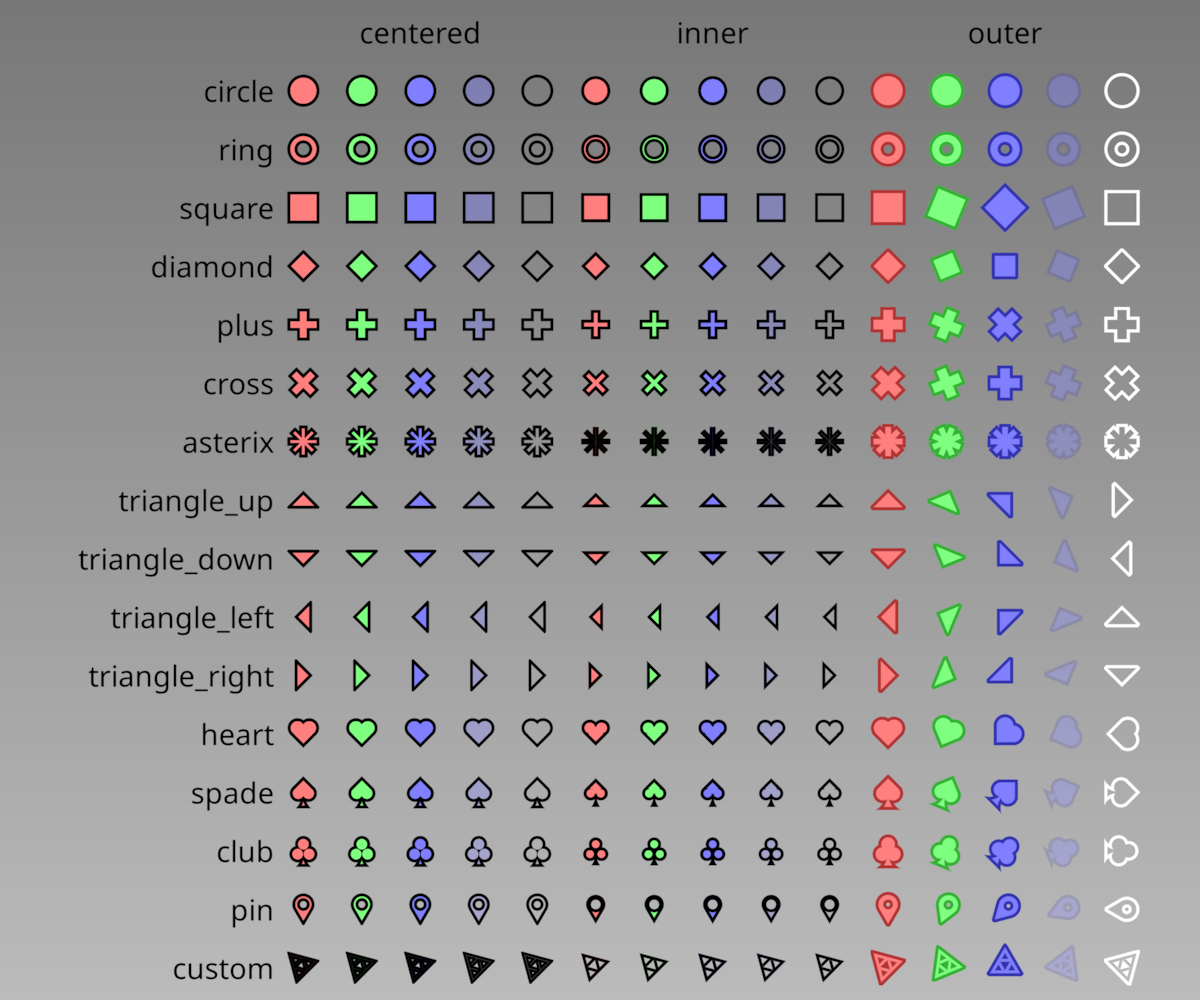 centered inner outer
circle
ring
square
diamond
plus
cross
asterix
triangle_up
triangle_down
triangle_left
triangle_right
heart
spade
club
pin
custom